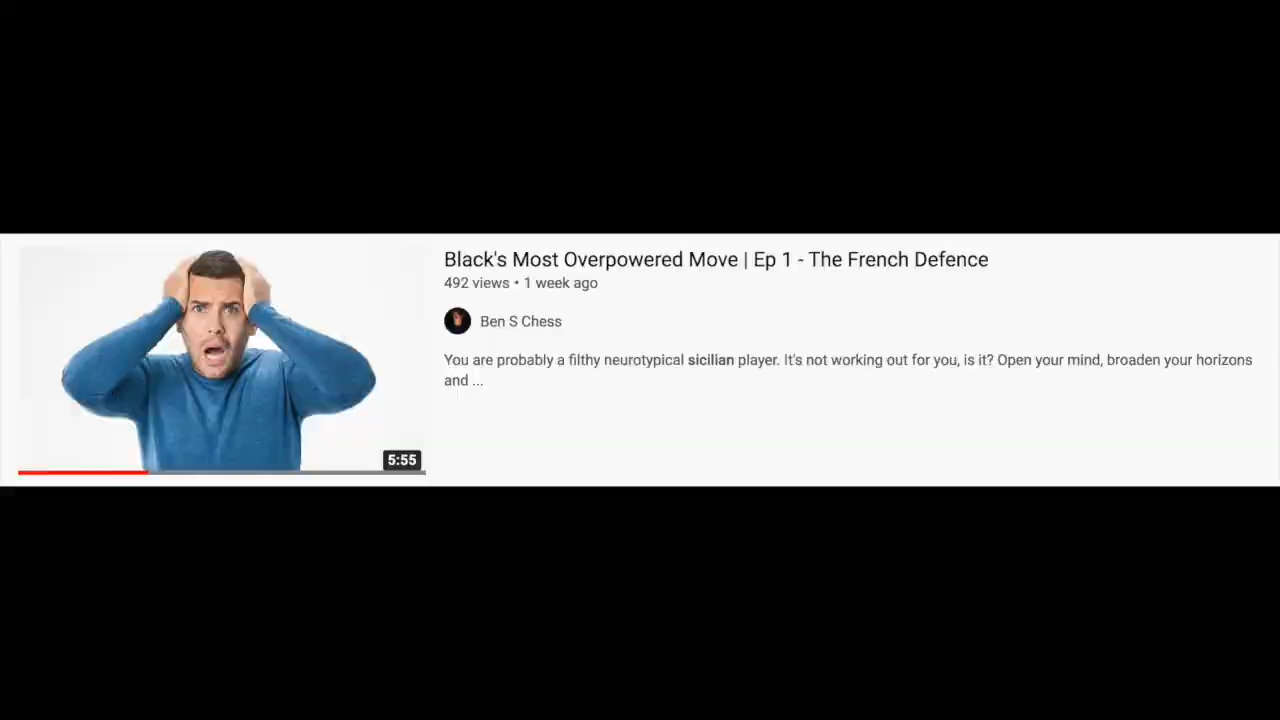 Black's Most Overpowered Move | Ep 1 - The French Defence
492 views • 1 week ago
Ben S Chess
You are probably a filthy neurotypical sicilian player. It's not working out for you, is it? Open your mind, broaden your horizons
and ...
5:55